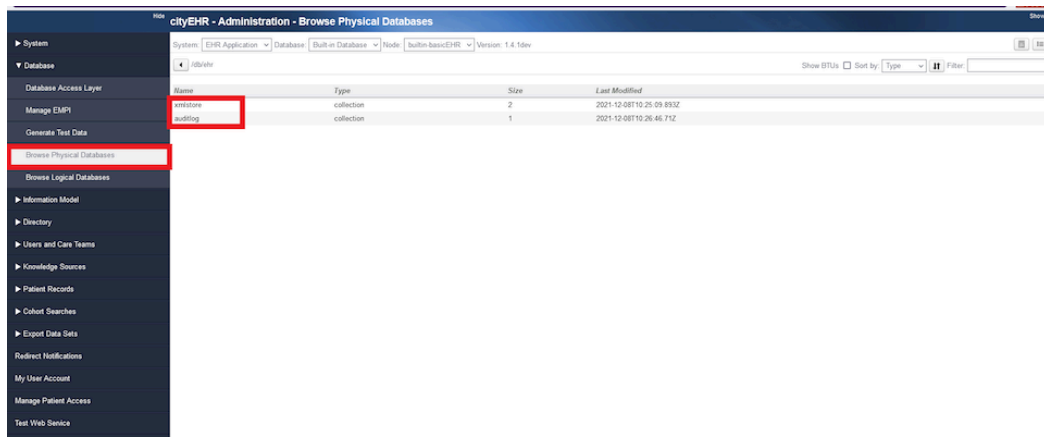 Hide cityEHR - Administration - Browse Physical Databases Show
▶ System
▼ Database
Database Access Layer
Manage EMPI
Generate Test Data
Browse Physical Databases
Browse Logical Databases
▶ Information Model
▶ Directory
▶ Users and Care Teams
▶ Knowledge Sources
▶ Patient Records
▶ Cohort Searches
▶ Export Data Sets
Redirect Notifications
My User Account
Manage Patient Access
Test Web Service
System: EHR Application Database: Built-in Database Node: builtin-basicEHR Version: 1.4.1dev
/db/ehr Show BTUs Sort by: Type Filter:
Name Type Size Last Modified
xmlstore collection 2 2021-12-08T10:25:09.893Z
auditlog collection 1 2021-12-08T10:26:46.71Z